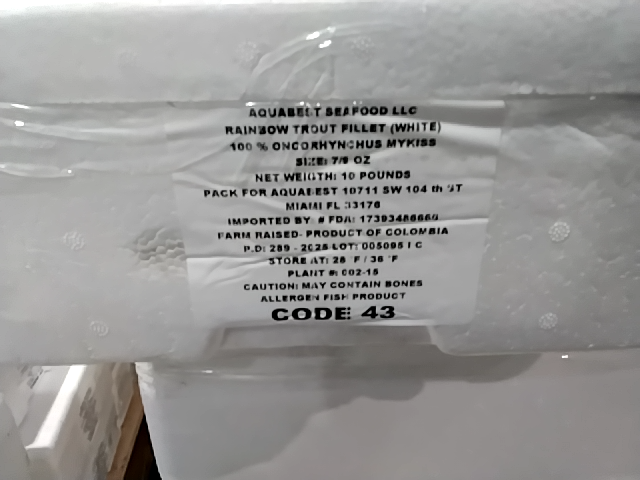 AQUABEST SEAFOOD LLC
RAINBOW TROUT FILLET (WHITE)
100 % ONCORHYNCHUS MYKISS
SIZE: 7/9 OZ
NET WEIGTH: 10 POUNDS
PACK FOR AQUABEST 10711 SW 104 th ST
MIAMI FL 33176
IMPORTED BY: # FDA:
FARM RAISED- PRODUCT OF COLOMBIA
P.D: 289 - 2025 LOT: 005095 I C
STORE AT: 28 °F / 36 °F
PLANT #: 002-15
CAUTION: MAY CONTAIN BONES
ALLERGEN FISH PRODUCT
CODE 43